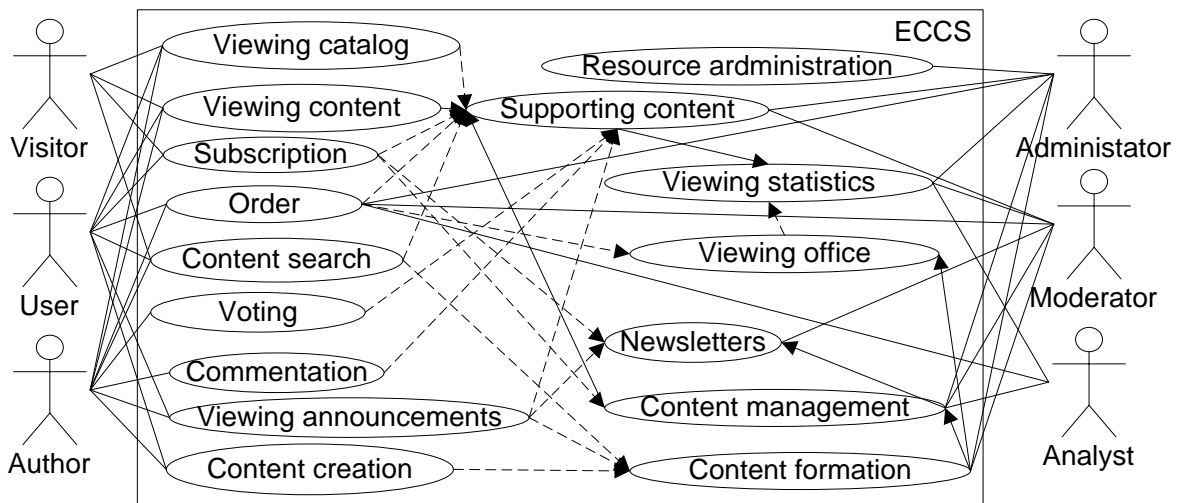 ECCS
Viewing catalog
Resource ardministration
Viewing content
Supporting content
Visitor
Administator
Subscription
Viewing statistics
Order
Viewing office
Content search
User
Moderator
Voting
Newsletters
Commentation
Content management
Viewing announcements
Author
Content creation
Content formation
Analyst